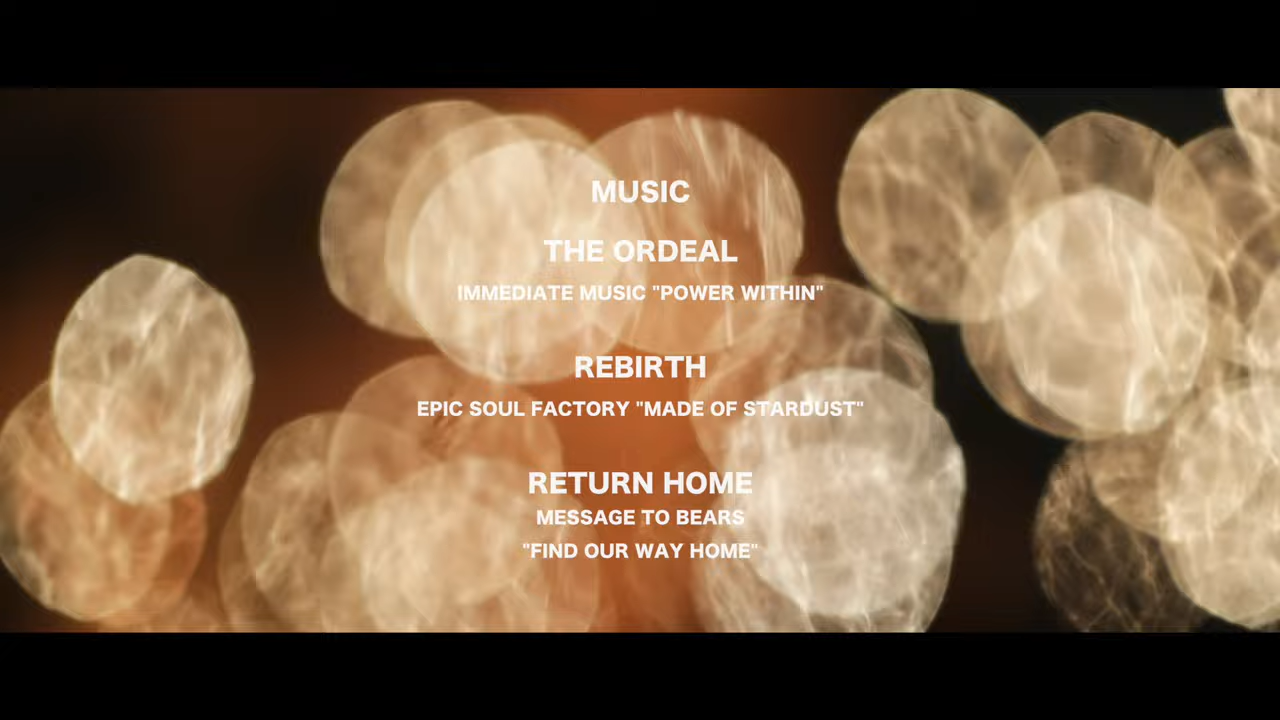 MUSIC
THE ORDEAL
IMMEDIATE MUSIC "POWER WITHIN"
REBIRTH
EPIC SOUL FACTORY "MADE OF STARDUST"
RETURN HOME
MESSAGE TO BEARS
"FIND OUR WAY HOME"